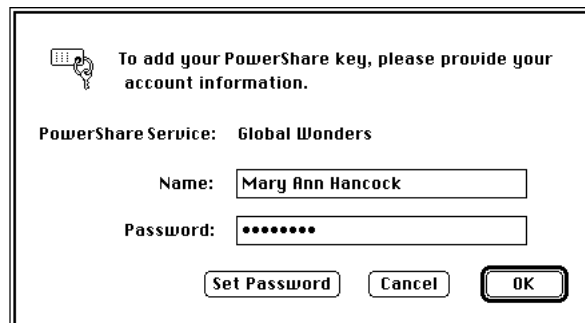 To add your PowerShare key, please provide your
account information.
PowerShare Service: Global Wonders
Name: Mary Ann Hancock
Password: ••••••••
Set Password Cancel OK